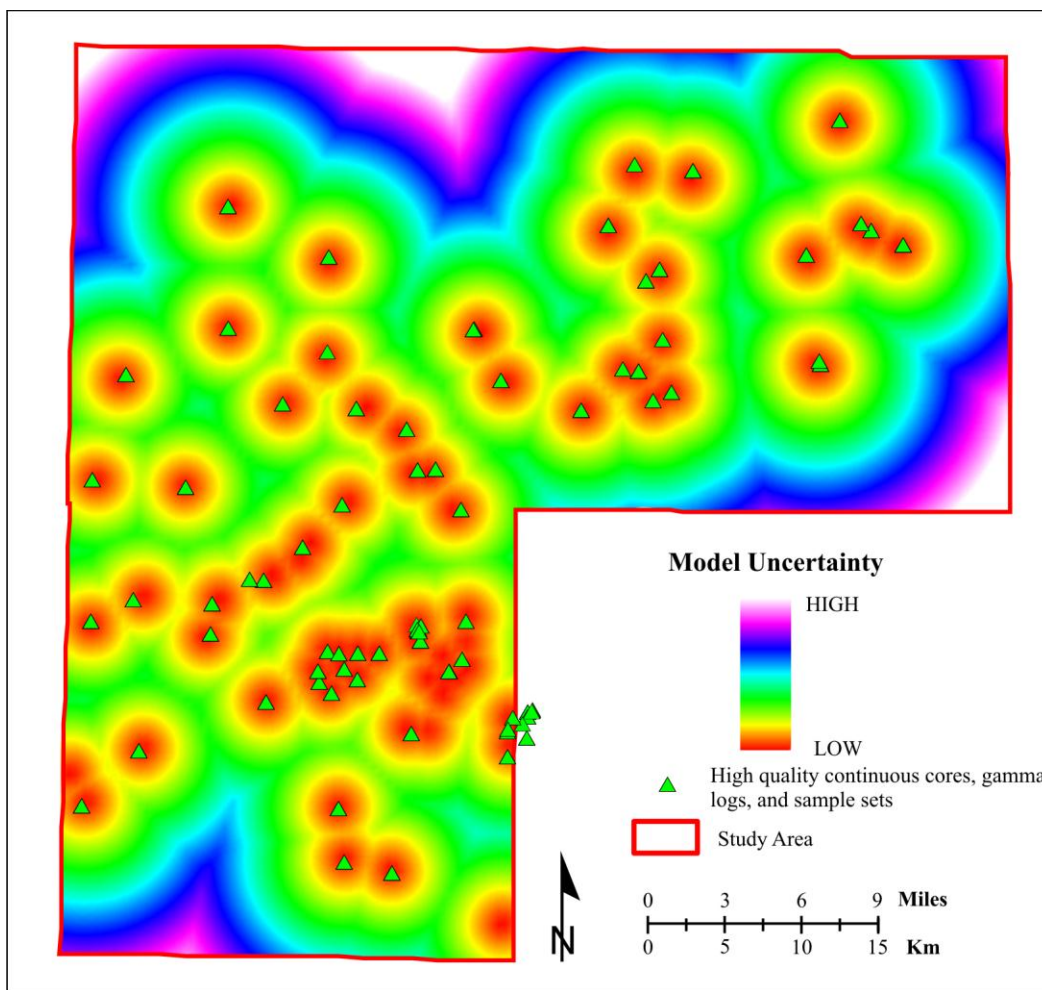 Model Uncertainty
HIGH
LOW
High quality continuous cores, gamma
logs, and sample sets
Study Area
0 3 6 9 Miles
0 5 10 15 Km
N